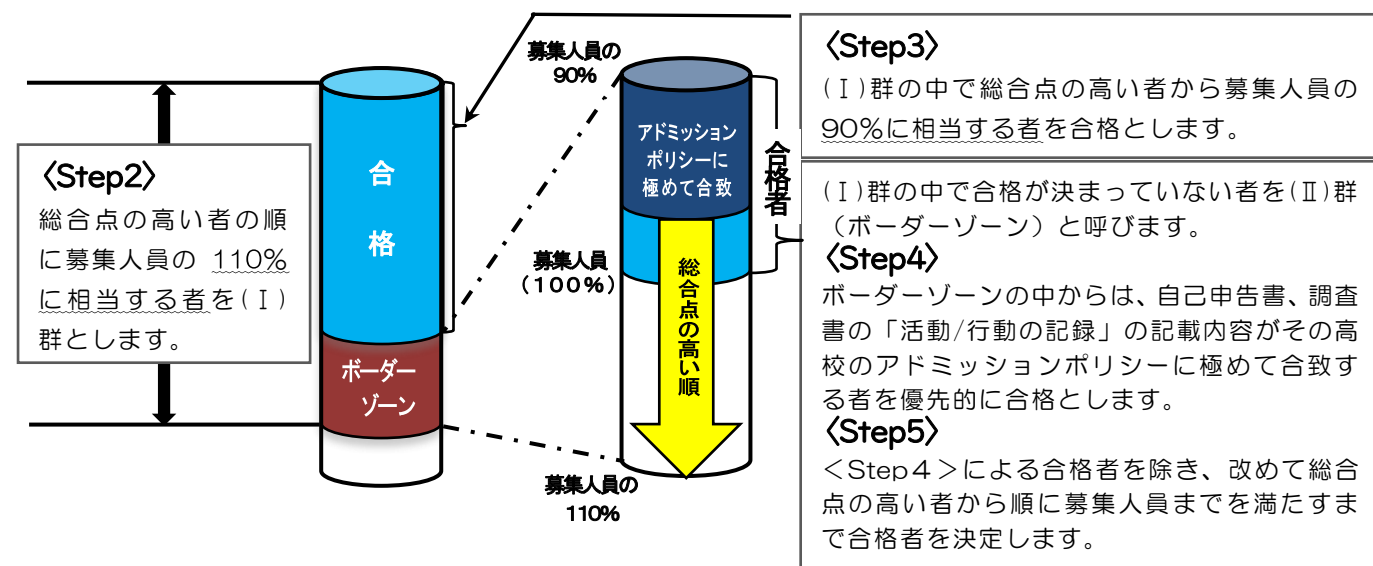 〈Step2〉
総合点の高い者の順
に募集人員の 110%
に相当する者を(Ⅰ)
群とします。
合
格
ボーダー
ゾーン
募集人員の
90%
募集人員
(100%)
募集人員の
110%
アドミッション
ポリシーに
極めて合致
総合点の高い順
合格者
〈Step3〉
(Ⅰ)群の中で総合点の高い者から募集人員の
90%に相当する者を合格とします。
(Ⅰ)群の中で合格が決まっていない者を(Ⅱ)群
(ボーダーゾーン)と呼びます。
〈Step4〉
ボーダーゾーンの中からは、自己申告書、調査
書の「活動/行動の記録」の記載内容がその高
校のアドミッションポリシーに極めて合致す
る者を優先的に合格とします。
〈Step5〉
<Step4>による合格者を除き、改めて総合
点の高い者から順に募集人員までを満たすま
で合格者を決定します。